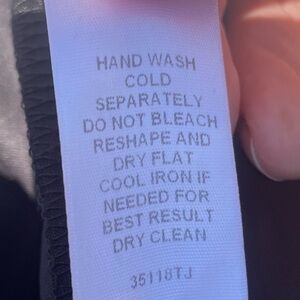 HAND WASH
COLD
SEPARATELY
DO NOT BLEACH
RESHAPE AND
DRY FLAT
COOL IRON IF
NEEDED FOR
BEST RESULT
DRY CLEAN
35118TJ